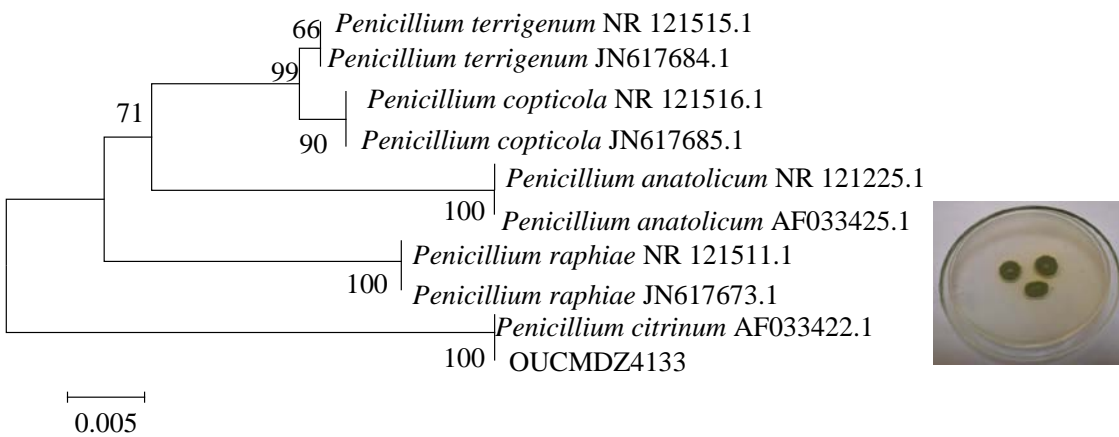 66
Penicillium terrigenum NR 121515.1
Penicillium terrigenum JN617684.1
99
Penicillium copticola NR 121516.1
71
90
Penicillium copticola JN617685.1
Penicillium anatolicum NR 121225.1
100
Penicillium anatolicum AF033425.1
Penicillium raphiae NR 121511.1
100
Penicillium raphiae JN617673.1
Penicillium citrinum AF033422.1
100
OUCMDZ4133
0.005